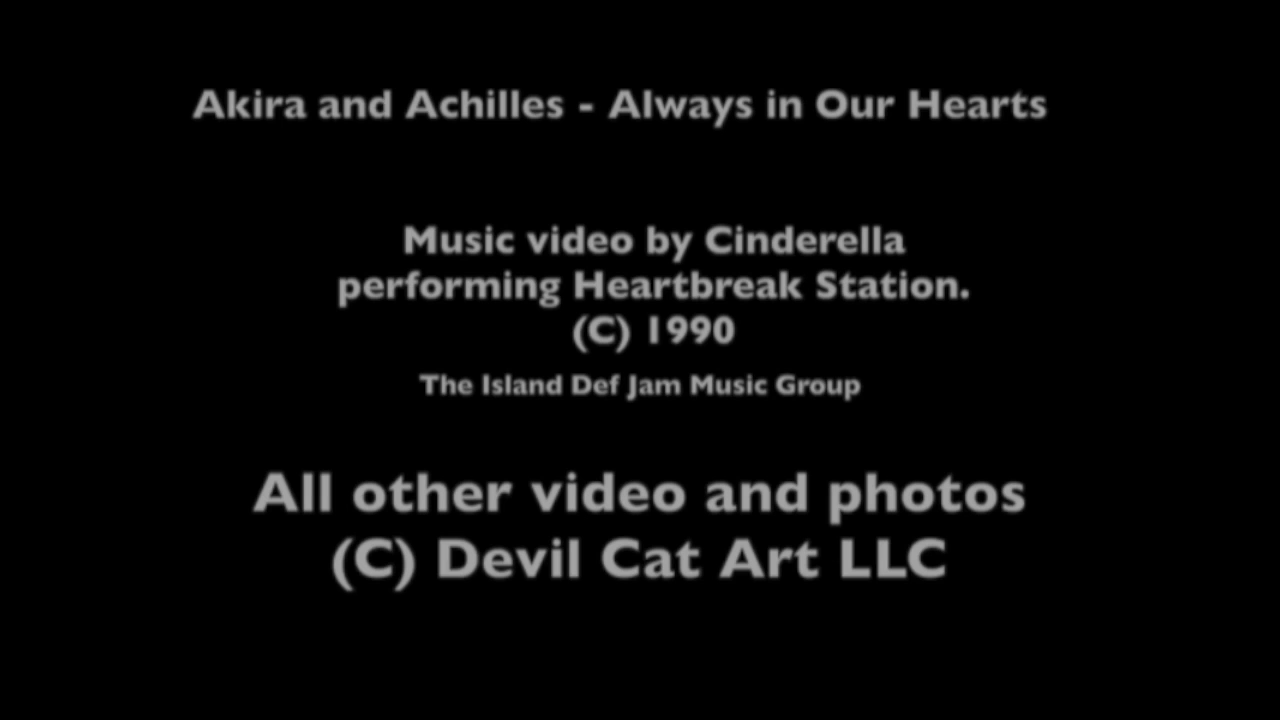 Akira and Achilles - Always in Our Hearts
Music video by Cinderella
performing Heartbreak Station.
(C) 1990
The Island Def Jam Music Group
All other video and photos
(C) Devil Cat Art LLC